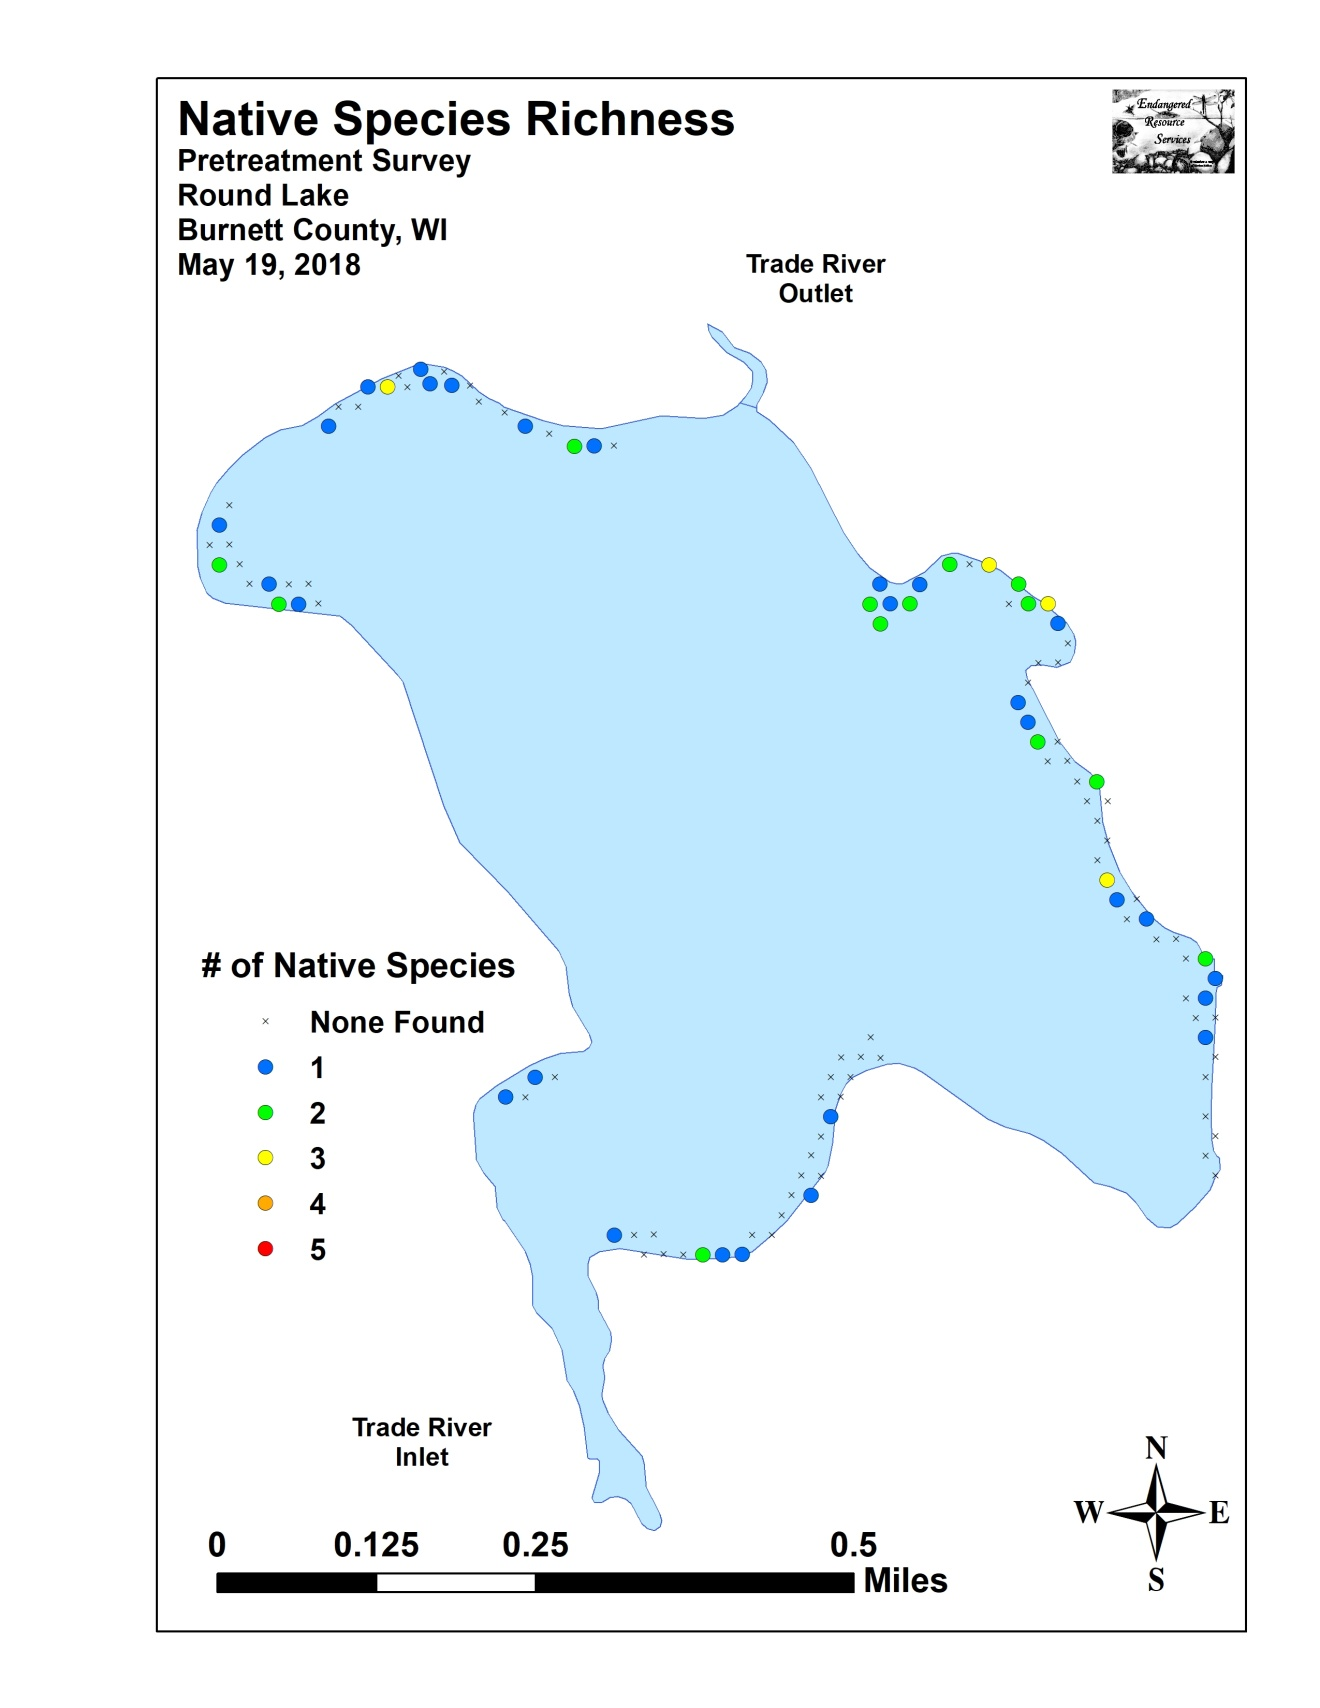 Native Species Richness
Pretreatment Survey
Round Lake
Burnett County, WI
May 19, 2018
Endangered
Resource
Services
Trade River
Outlet
# of Native Species
None Found
1
2
3
4
5
Trade River
Inlet
N
W E
S
0 0.125 0.25 0.5
Miles